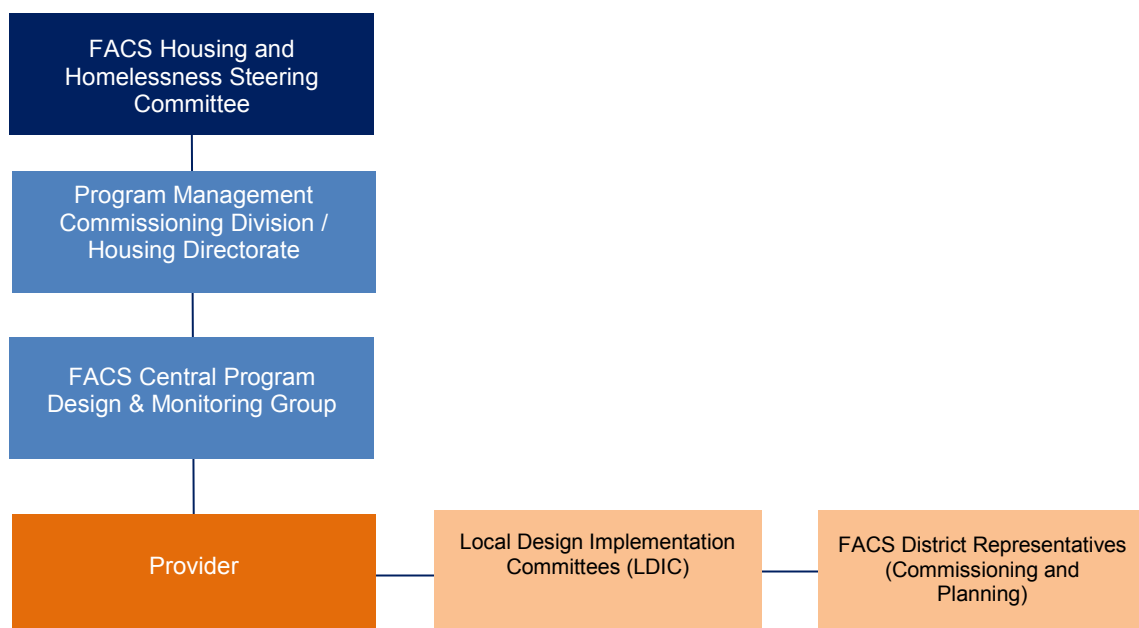 FACS Housing and
Homelessness Steering
Committee
Program Management
Commissioning Division /
Housing Directorate
FACS Central Program
Design & Monitoring Group
Provider
Local Design Implementation
Committees (LDIC)
FACS District Representatives
(Commissioning and
Planning)